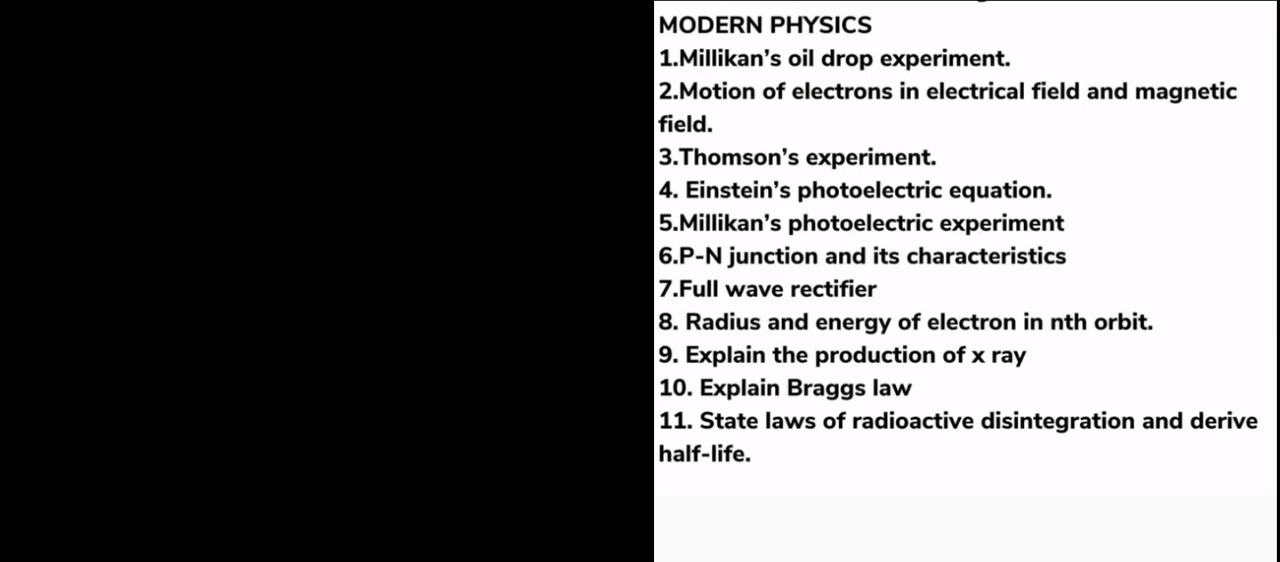 MODERN PHYSICS
1.Millikan’s oil drop experiment.
2.Motion of electrons in electrical field and magnetic
field.
3.Thomson’s experiment.
4. Einstein’s photoelectric equation.
5.Millikan’s photoelectric experiment
6.P-N junction and its characteristics
7.Full wave rectifier
8. Radius and energy of electron in nth orbit.
9. Explain the production of x ray
10. Explain Braggs law
11. State laws of radioactive disintegration and derive
half-life.